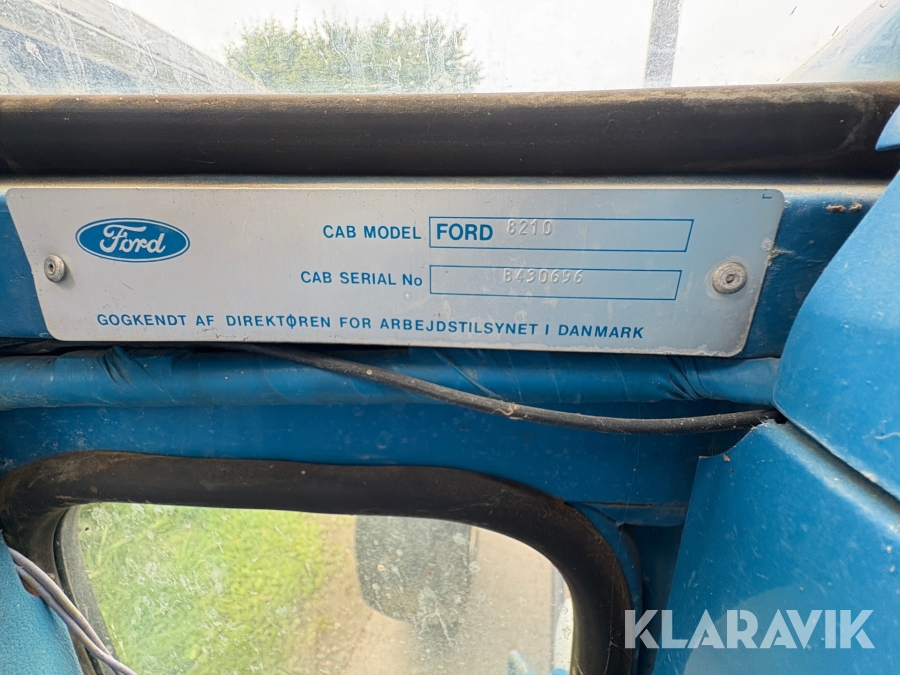 Ford
CAB MODEL FORD 8210
CAB SERIAL No B430696
GOGKENDT AF DIREKTØREN FOR ARBEJDSTILSYNET I DANMARK
KLARAVIK